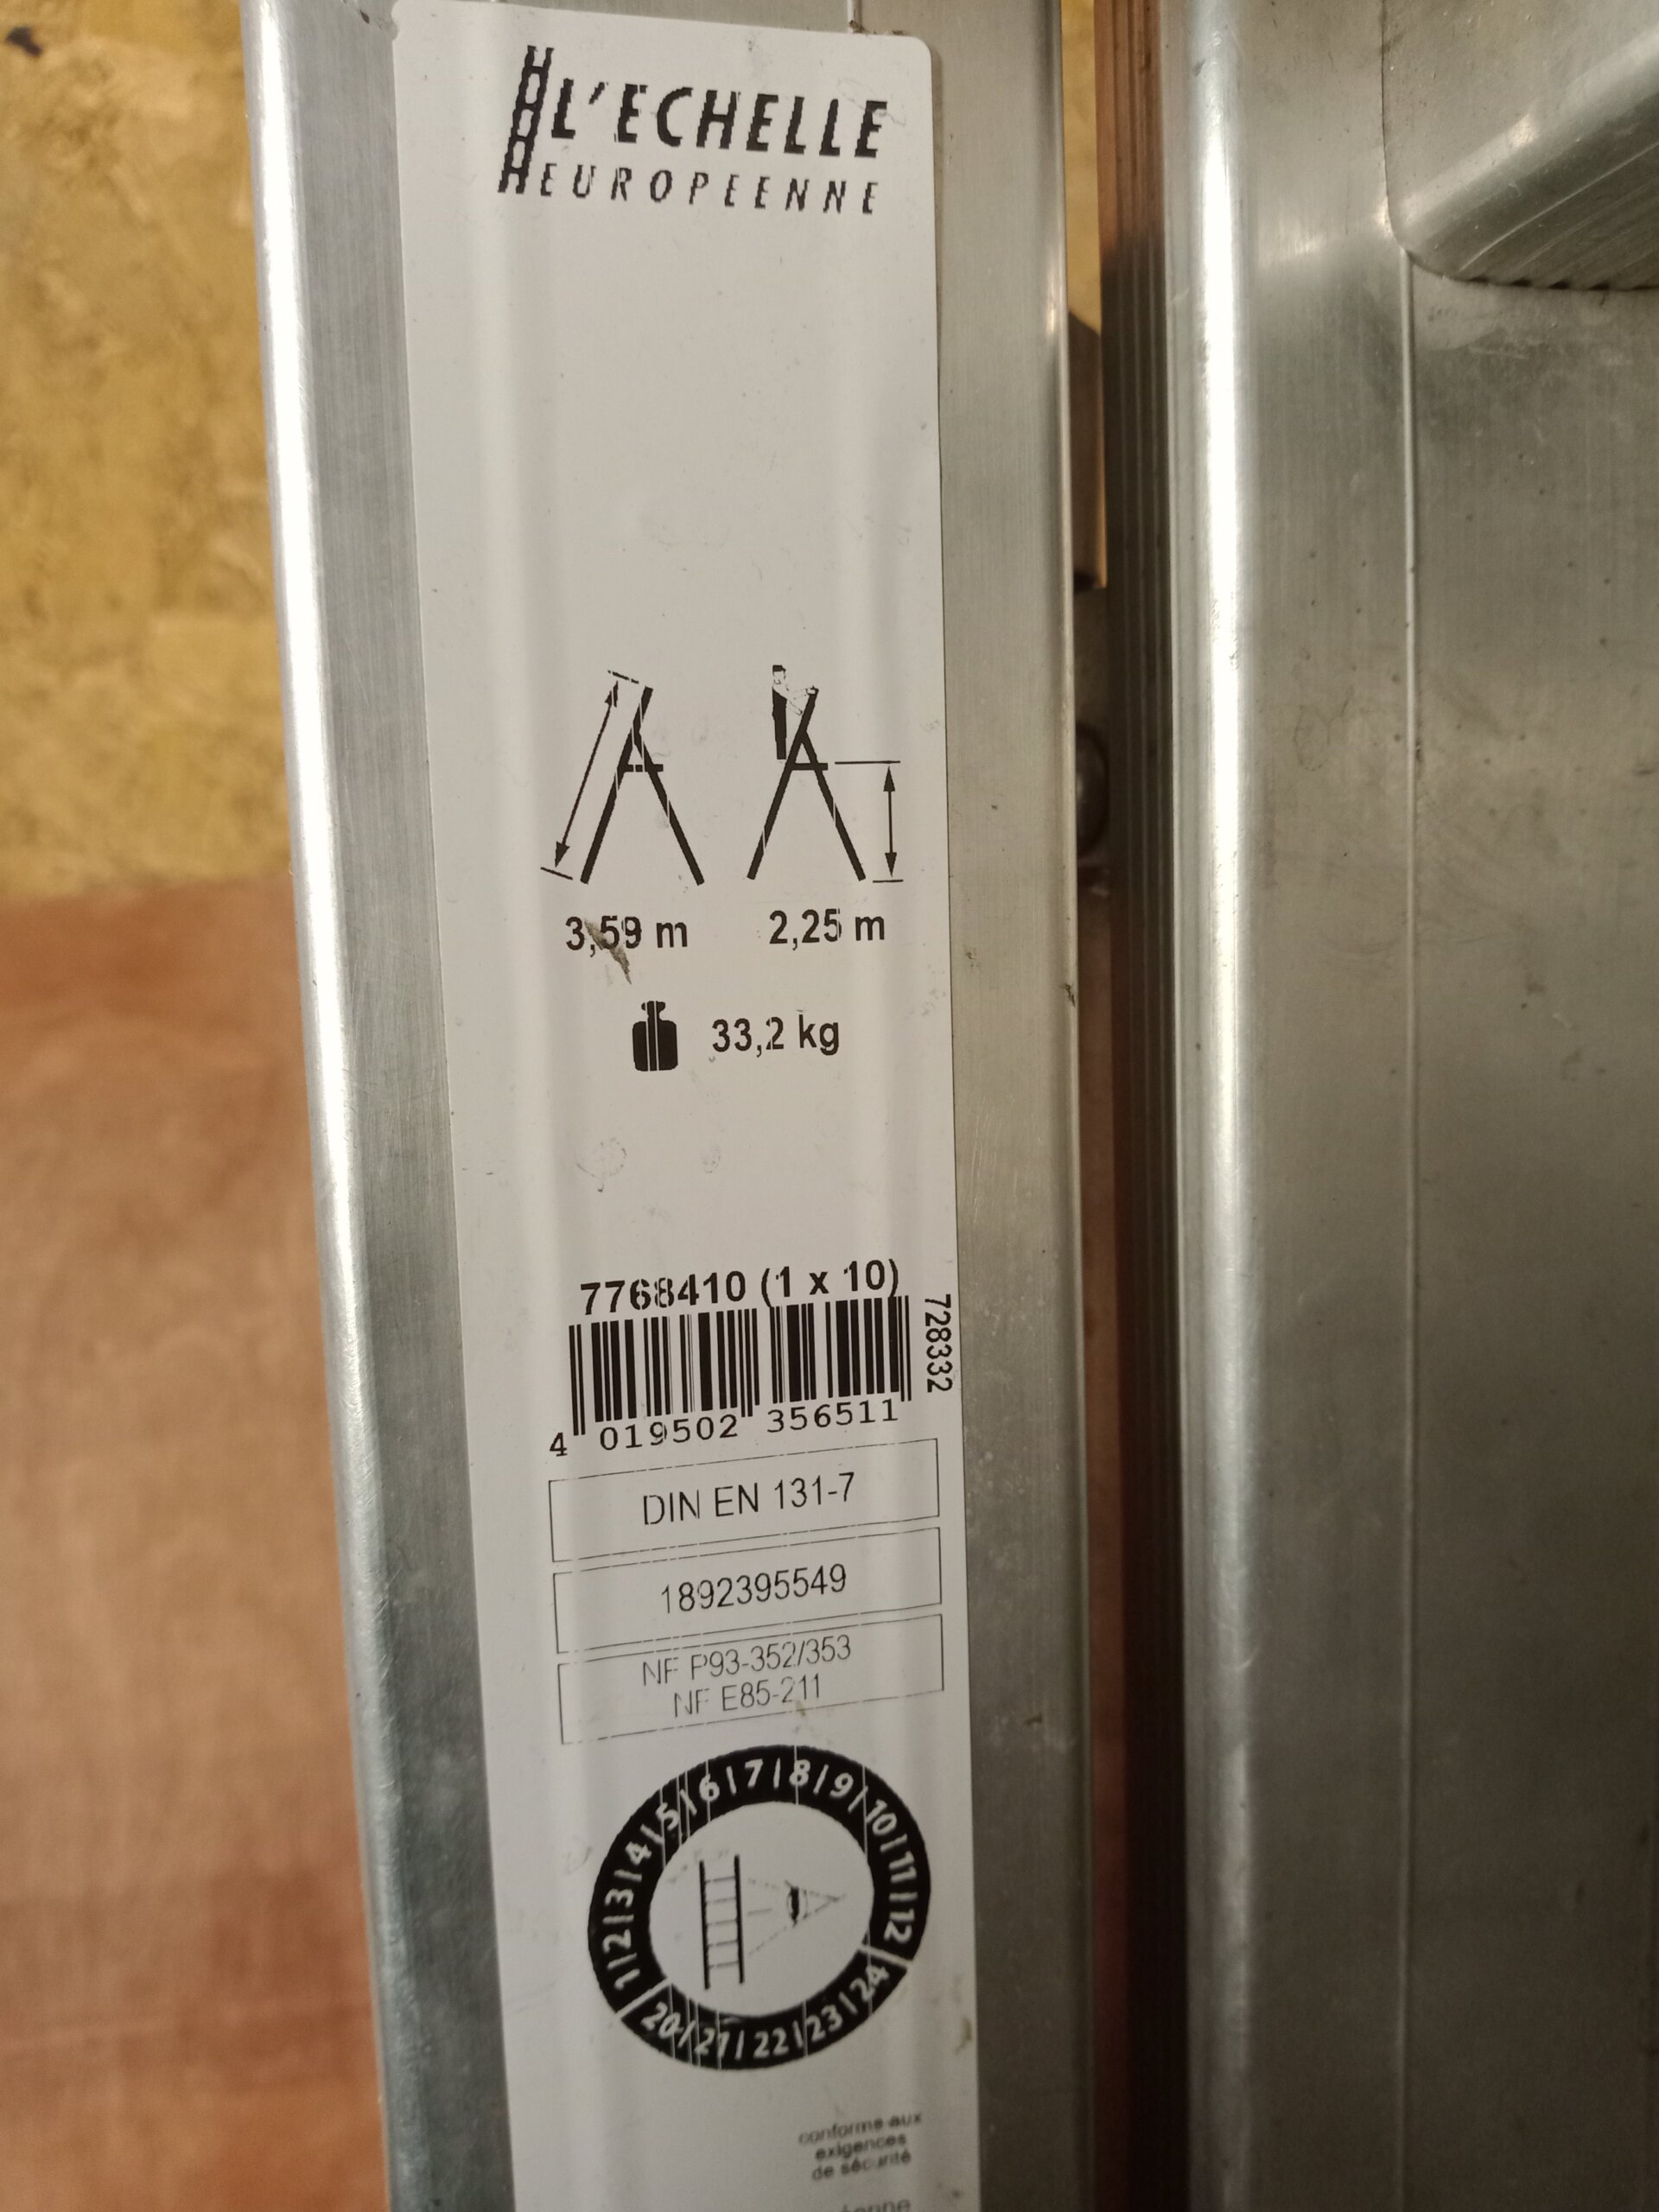 L'ECHELLE
EUROPEENNE
3,59 m 2,25 m
33,2 kg
7768410 (1 x 10)
728332
4 019502 356511
DIN EN 131-7
1892395549
NF P93-352/353
NF E85-211
1|2|3|4|5|6|7|8|9|10|11|12
20|21|22|23|24
conforme aux
exigences
de sécurité